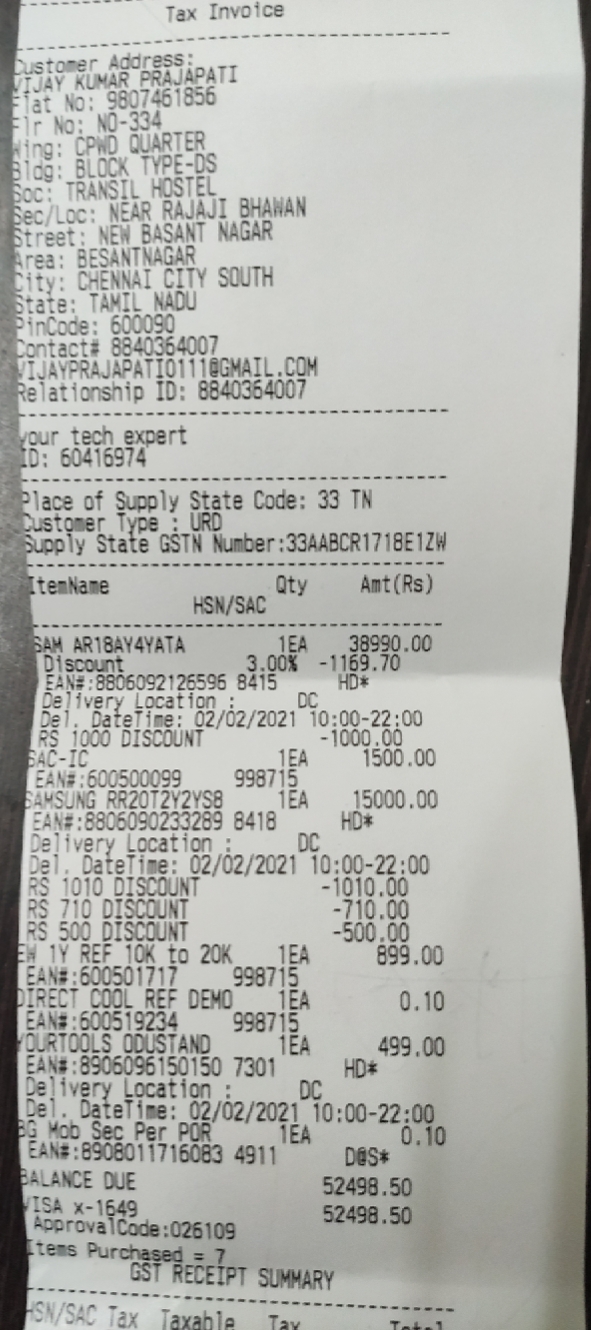 Tax Invoice
Customer Address:
VIJAY KUMAR PRAJAPATI
Flat No: 9807461856
Flr No: NO-334
Wing: CPWD QUARTER
Bldg: BLOCK TYPE-DS
Soc: TRANSIL HOSTEL
Sec/Loc: NEAR RAJAJI BHAWAN
Street: NEW BASANT NAGAR
Area: BESANTNAGAR
City: CHENNAI CITY SOUTH
State: TAMIL NADU
PinCode: 600090
Contact# 8840364007
VIJAYPRAJAPATI0111@GMAIL.COM
Relationship ID: 8840364007
your tech expert
ID: 60416974
Place of Supply State Code: 33 TN
Customer Type : URD
Supply State GSTN Number:33AABCR1718E1ZW
ItemName Qty Amt(Rs)
HSN/SAC
SAM AR18AY4YATA 1EA 38990.00
Discount 3.00% -1169.70
EAN#:8806092126596 8415 HD*
Delivery Location : DC
Del. DateTime: 02/02/2021 10:00-22:00
RS 1000 DISCOUNT -1000.00
SAC-IC 1EA 1500.00
EAN#:600500099 998715
SAMSUNG RR20T2Y2YS8 1EA 15000.00
EAN#:8806090233289 8418 HD*
Delivery Location : DC
Del. DateTime: 02/02/2021 10:00-22:00
RS 1010 DISCOUNT -1010.00
RS 710 DISCOUNT -710.00
RS 500 DISCOUNT -500.00
EW 1Y REF 10K to 20K 1EA 899.00
EAN#:600501717 998715
DIRECT COOL REF DEMO 1EA 0.10
EAN#:600519234 998715
YOURTOOLS ODUSTAND 1EA 499.00
EAN#:8906096150150 7301 HD*
Delivery Location : DC
Del. DateTime: 02/02/2021 10:00-22:00
BG Mob Sec Per POR 1EA 0.10
EAN#:8908011716083 4911 D@S*
BALANCE DUE 52498.50
VISA x-1649 52498.50
ApprovalCode:026109
Items Purchased = 7
GST RECEIPT SUMMARY
HSN/SAC Tax Taxable Tax Total